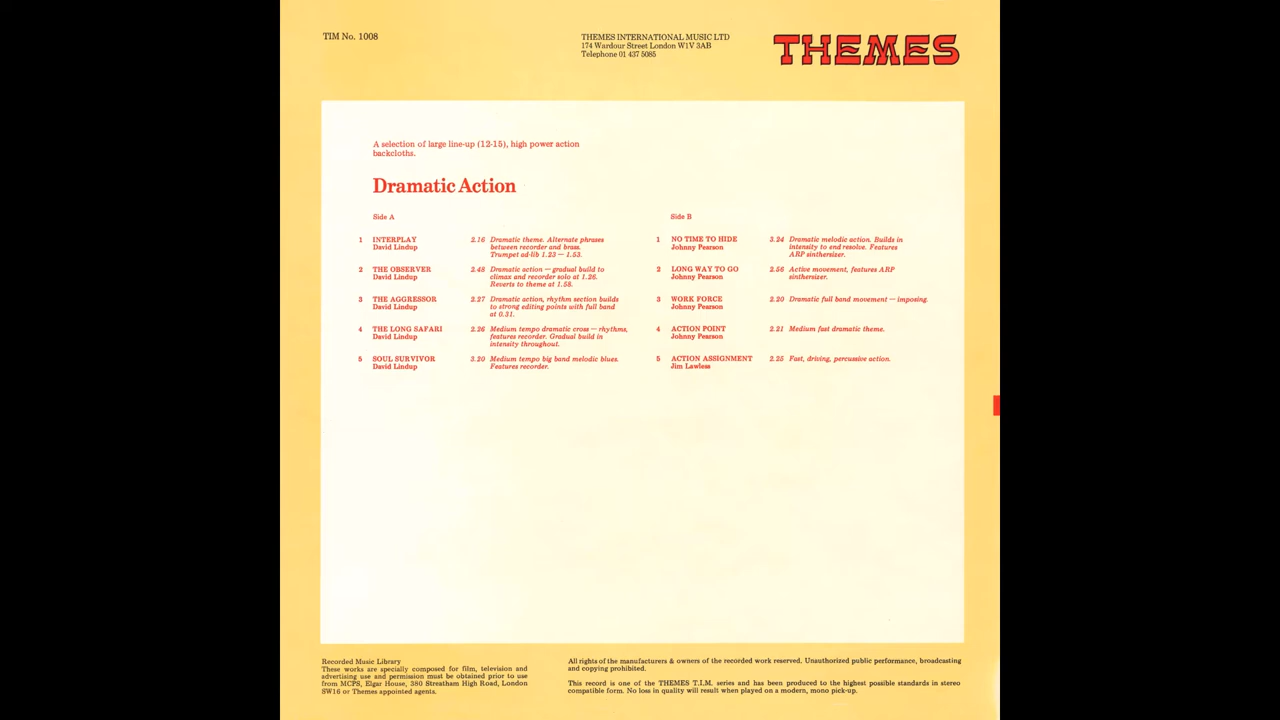 TIM No. 1008
THEMES INTERNATIONAL MUSIC LTD
174 Wardour Street London W1V 3AB
Telephone 01 437 5085
THEMES
A selection of large line-up (12-15), high power action
backcloths.
Dramatic Action
Side A
1 INTERPLAY 2.16 Dramatic theme. Alternate phrases
David Lindup between recorder and brass.
Trumpet ad-lib 1.23 — 1.53.
2 THE OBSERVER 2.48 Dramatic action — gradual build to
David Lindup climax and recorder solo at 1.26.
Reverts to theme at 1.58.
3 THE AGGRESSOR 2.27 Dramatic action, rhythm section builds
David Lindup to strong editing points with full band
at 0.31.
4 THE LONG SAFARI 2.26 Medium tempo dramatic cross — rhythms,
David Lindup features recorder. Gradual build in
intensity throughout.
5 SOUL SURVIVOR 3.20 Medium tempo big band melodic blues.
David Lindup Features recorder.
Side B
1 NO TIME TO HIDE 3.24 Dramatic melodic action. Builds in
Johnny Pearson intensity to end resolve. Features
ARP sinthersizer.
2 LONG WAY TO GO 2.56 Active movement, features ARP
Johnny Pearson sinthersizer.
3 WORK FORCE 2.20 Dramatic full band movement — imposing.
Johnny Pearson
4 ACTION POINT 2.21 Medium fast dramatic theme.
Johnny Pearson
5 ACTION ASSIGNMENT 2.25 Fast, driving, percussive action.
Jim Lawless
Recorded Music Library
These works are specially composed for film, television and
advertising use and permission must be obtained prior to use
from MCPS, Elgar House, 380 Streatham High Road, London
SW16 or Themes appointed agents.
All rights of the manufacturers & owners of the recorded work reserved. Unauthorized public performance, broadcasting
and copying prohibited.
This record is one of the THEMES T.I.M. series and has been produced to the highest possible standards in stereo
compatible form. No loss in quality will result when played on a modern, mono pick-up.